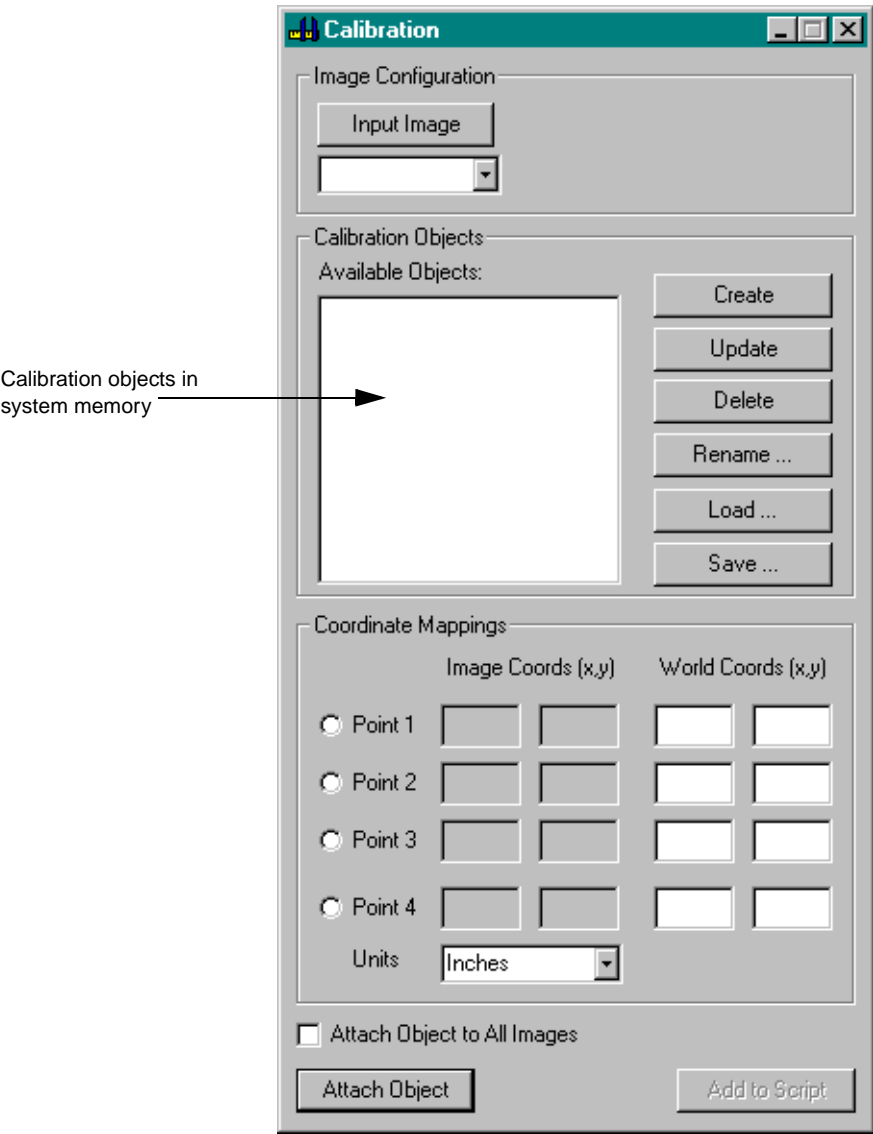 Calibration
Image Configuration
Input Image
Calibration Objects
Available Objects:
Create
Update
Delete
Rename ...
Load ...
Save ...
Calibration objects in
system memory
Coordinate Mappings
Image Coords (x,y) World Coords (x,y)
Point 1
Point 2
Point 3
Point 4
Units Inches
Attach Object to All Images
Attach Object Add to Script